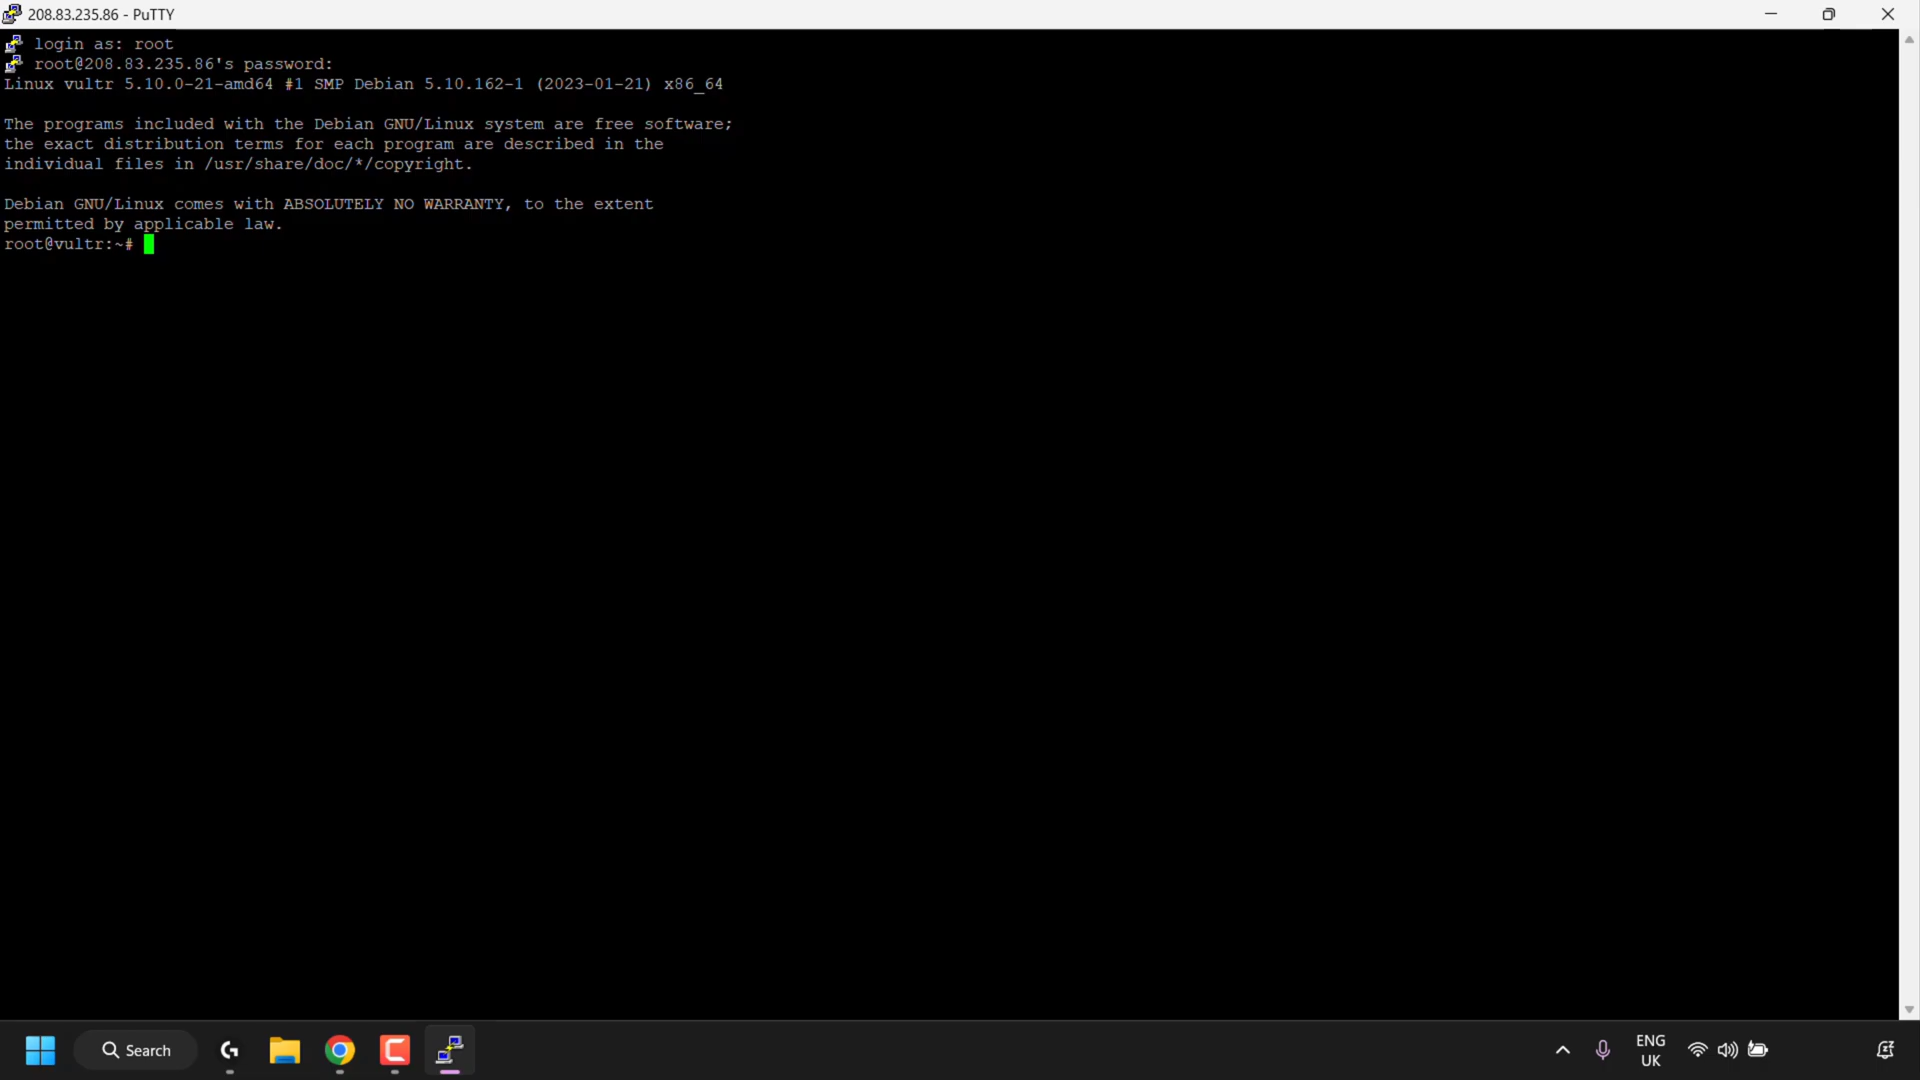 208.83.235.86 - PuTTY
login as: root
root@208.83.235.86's password:
Linux vultr 5.10.0-21-amd64 #1 SMP Debian 5.10.162-1 (2023-01-21) x86_64
The programs included with the Debian GNU/Linux system are free software;
the exact distribution terms for each program are described in the
individual files in /usr/share/doc/*/copyright.
Debian GNU/Linux comes with ABSOLUTELY NO WARRANTY, to the extent
permitted by applicable law.
root@vultr:~#
Search
ENG
UK